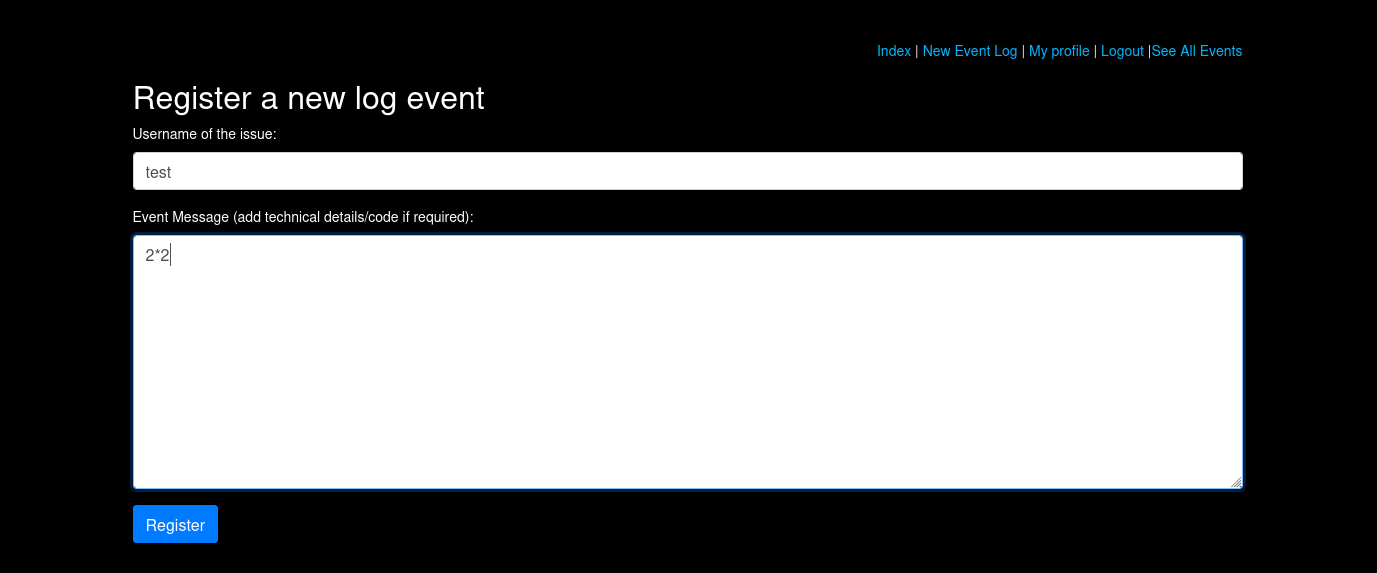 Index | New Event Log | My profile | Logout |See All Events
Register a new log event
Username of the issue:
test
Event Message (add technical details/code if required):
2*2
Register